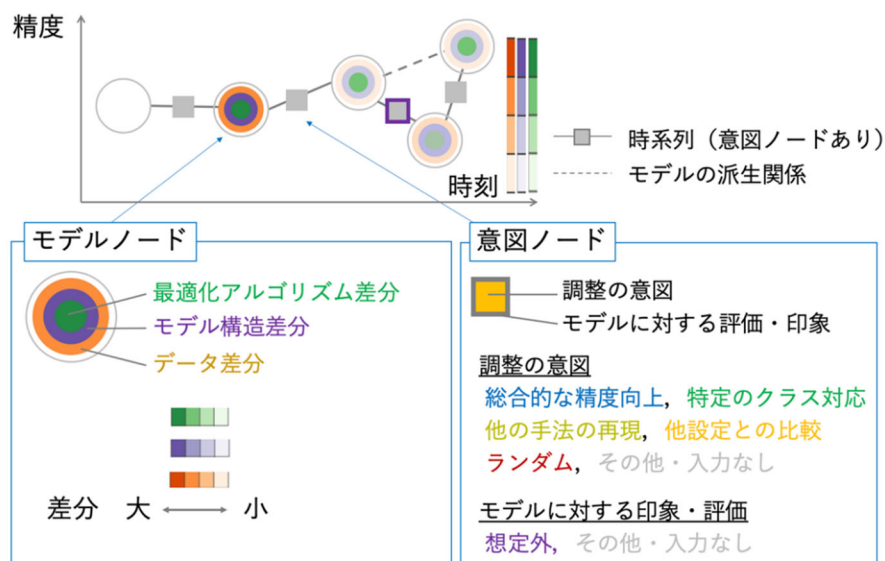 精度
時刻
時系列（意図ノードあり）
モデルの派生関係
モデルノード
最適化アルゴリズム差分
モデル構造差分
データ差分
差分 大 小
意図ノード
調整の意図
モデルに対する評価・印象
調整の意図
総合的な精度向上, 特定のクラス対応
他の手法の再現, 他設定との比較
ランダム, その他・入力なし
モデルに対する印象・評価
想定外, その他・入力なし